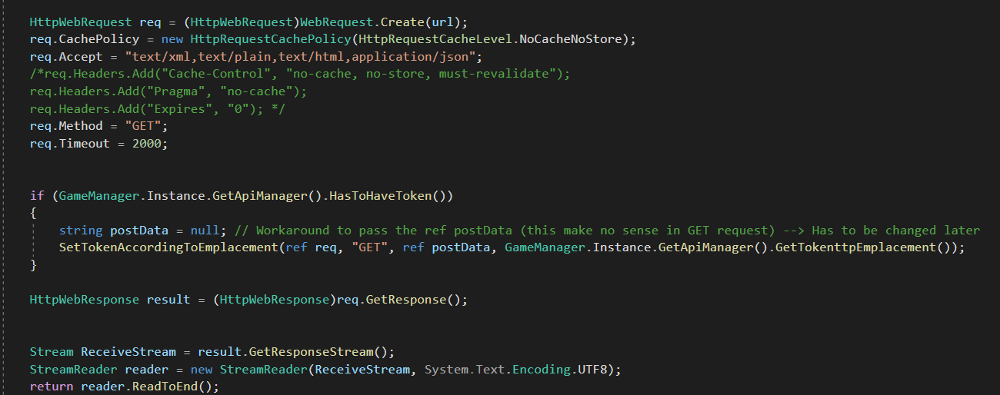 HttpWebRequest req = (HttpWebRequest)WebRequest.Create(url);
req.CachePolicy = new HttpRequestCachePolicy(HttpRequestCacheLevel.NoCacheNoStore);
req.Accept = "text/xml,text/plain,text/html,application/json";
/*req.Headers.Add("Cache-Control", "no-cache, no-store, must-revalidate");
req.Headers.Add("Pragma", "no-cache");
req.Headers.Add("Expires", "0"); */
req.Method = "GET";
req.Timeout = 2000;
if (GameManager.Instance.GetApiManager().HasToHaveToken())
{
string postData = null; // Workaround to pass the ref postData (this make no sense in GET request) --> Has to be changed later
SetTokenAccordingToEmplacement(ref req, "GET", ref postData, GameManager.Instance.GetApiManager().GetTokenttpEmplacement());
}
HttpWebResponse result = (HttpWebResponse)req.GetResponse();
Stream ReceiveStream = result.GetResponseStream();
StreamReader reader = new StreamReader(ReceiveStream, System.Text.Encoding.UTF8);
return reader.ReadToEnd();